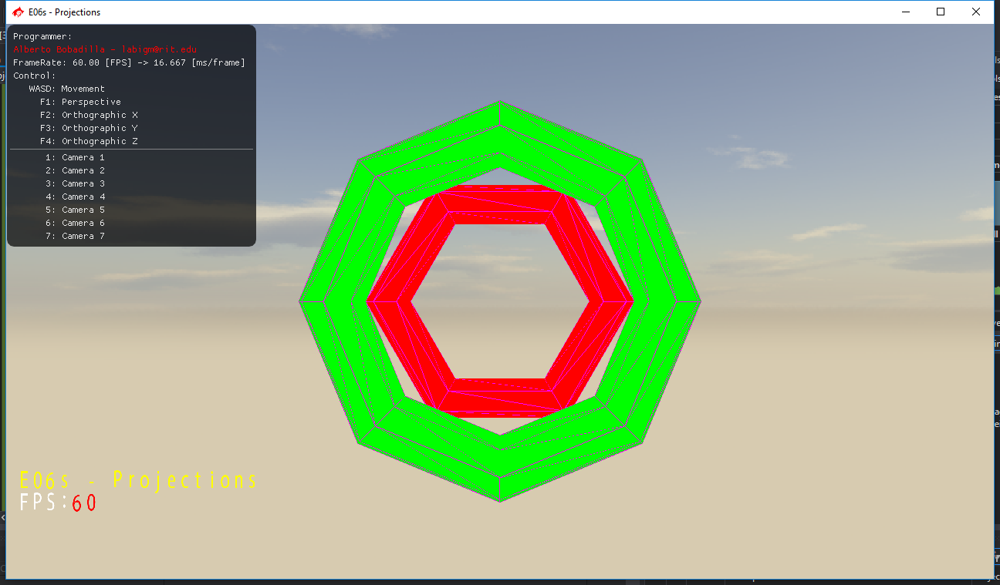 E06s - Projections
Programmer:
Alberto Bobadilla - labigm@rit.edu
FrameRate: 60.00 [FPS] -> 16.667 [ms/frame]
Control:
WASD: Movement
F1: Perspective
F2: Orthographic X
F3: Orthographic Y
F4: Orthographic Z
1: Camera 1
2: Camera 2
3: Camera 3
4: Camera 4
5: Camera 5
6: Camera 6
7: Camera 7
E06s - Projections
FPS:60